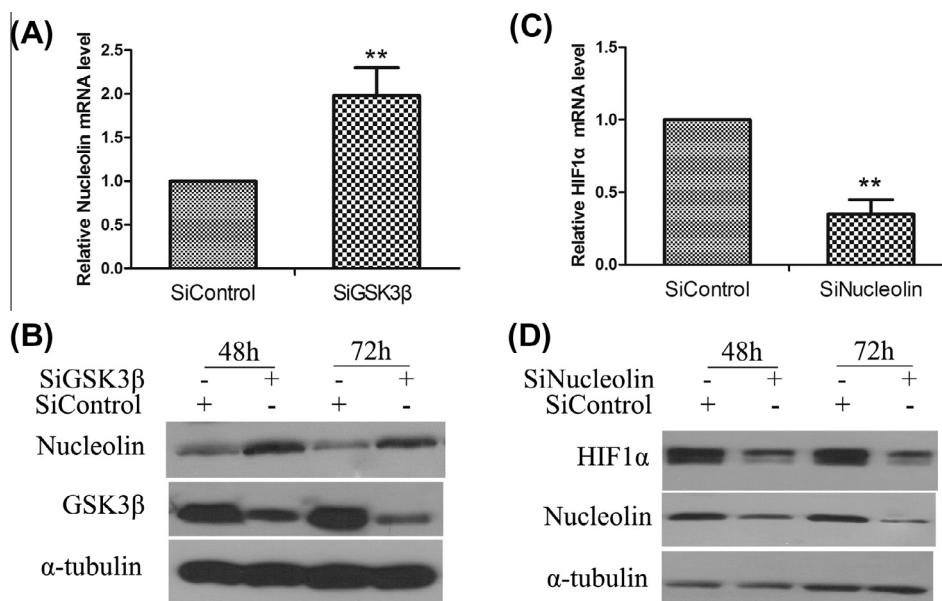 (A)
Relative Nucleolin mRNA level
2.5
2.0
1.5
1.0
0.5
0.0
**
SiControl SiGSK3β
(B)
48h 72h
SiGSK3β - + - +
SiControl + - + -
Nucleolin
GSK3β
α-tubulin
(C)
Relative HIF1α mRNA level
1.5
1.0
0.5
0.0
**
SiControl SiNucleolin
(D)
48h 72h
SiNucleolin - + - +
SiControl + - + -
HIF1α
Nucleolin
α-tubulin